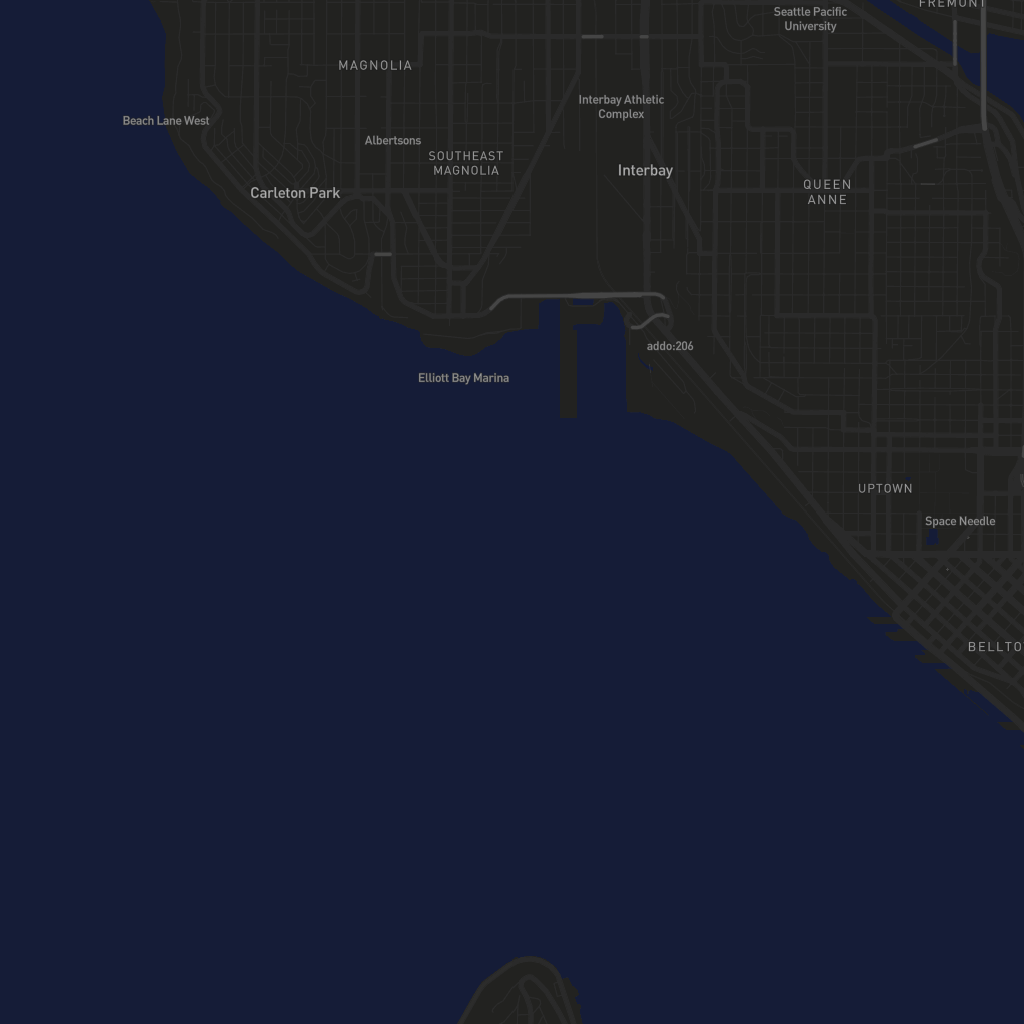 FREMONT
Seattle Pacific
University
MAGNOLIA
Interbay Athletic
Complex
Beach Lane West
Albertsons
SOUTHEAST
MAGNOLIA
Interbay
Carleton Park
QUEEN
ANNE
addo:206
Elliott Bay Marina
UPTOWN
Space Needle
BELLTO